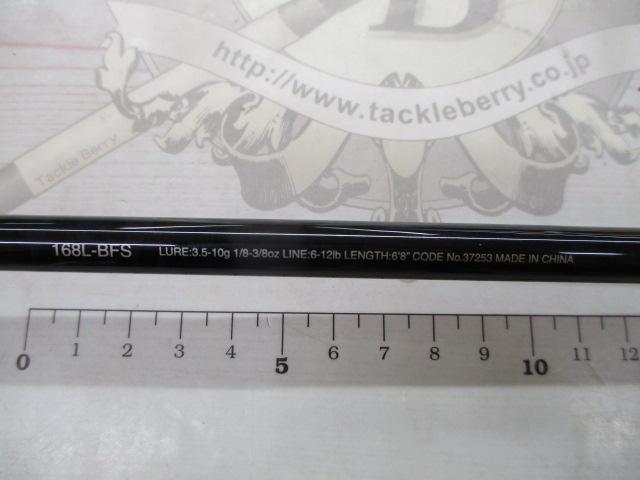 B
http://www.tackleberry.co.jp
Tackle Berry
168L-BFS LURE:3.5-10g 1/8-3/8oz LINE:6-12lb LENGTH:6'8" CODE No.37253 MADE IN CHINA
0 1 2 3 4 5 6 7 8 9 10 11 12